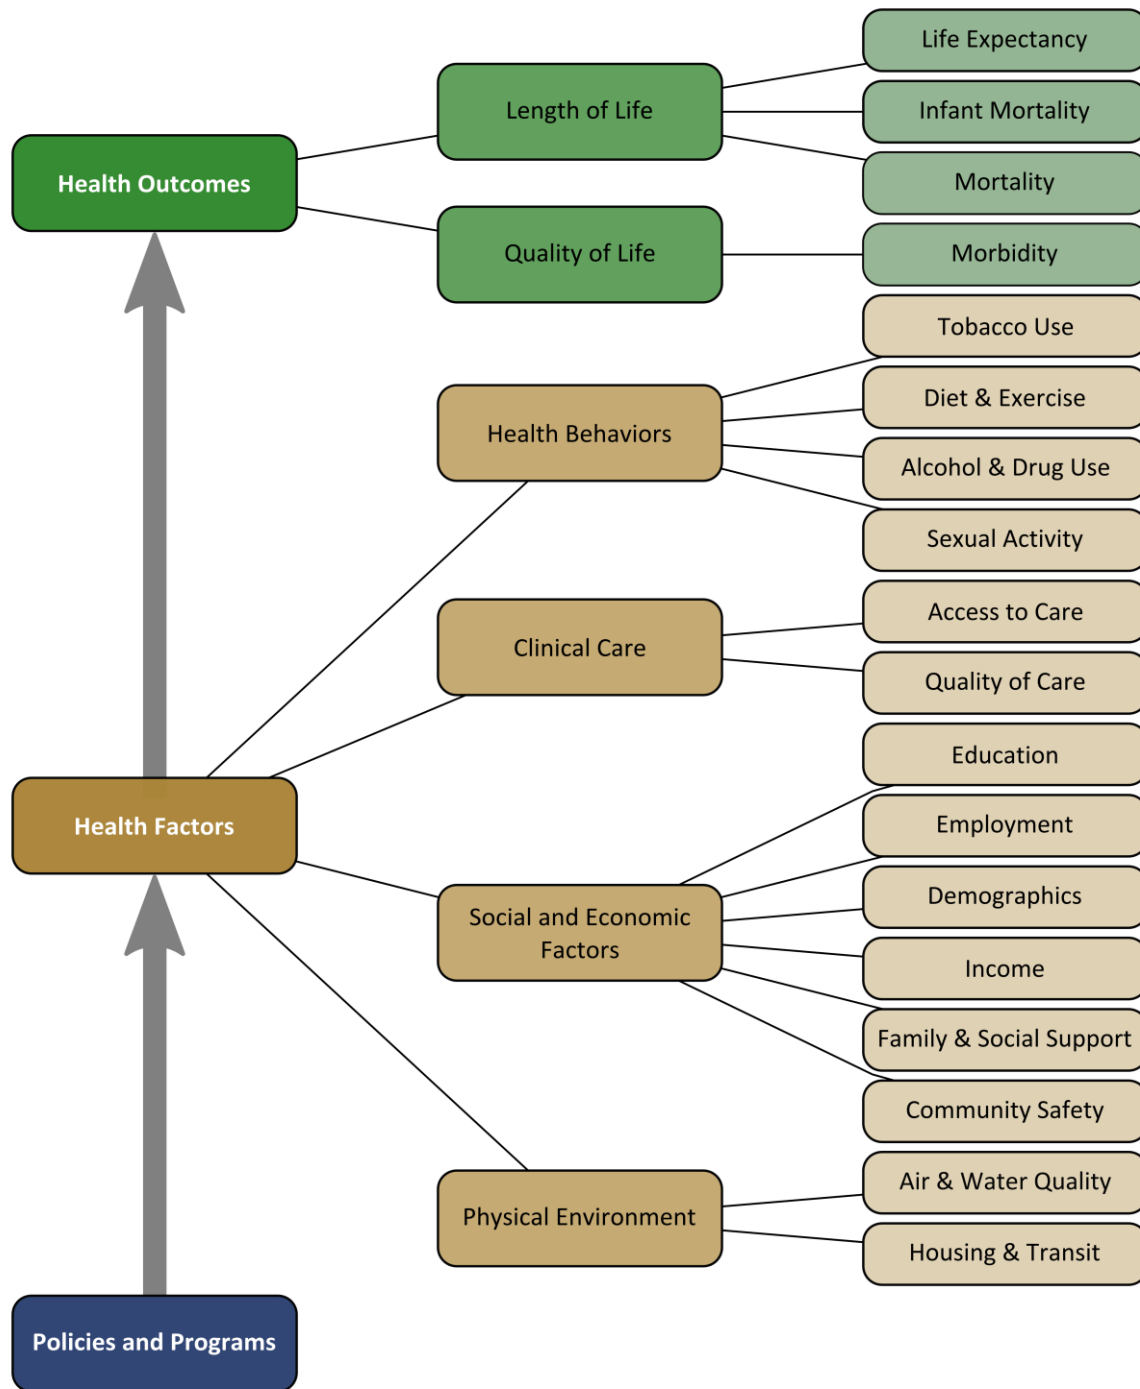 Life Expectancy
Length of Life
Infant Mortality
Health Outcomes
Mortality
Quality of Life
Morbidity
Tobacco Use
Diet & Exercise
Health Behaviors
Alcohol & Drug Use
Sexual Activity
Access to Care
Clinical Care
Quality of Care
Education
Health Factors
Employment
Demographics
Social and Economic
Factors
Income
Family & Social Support
Community Safety
Air & Water Quality
Physical Environment
Housing & Transit
Policies and Programs